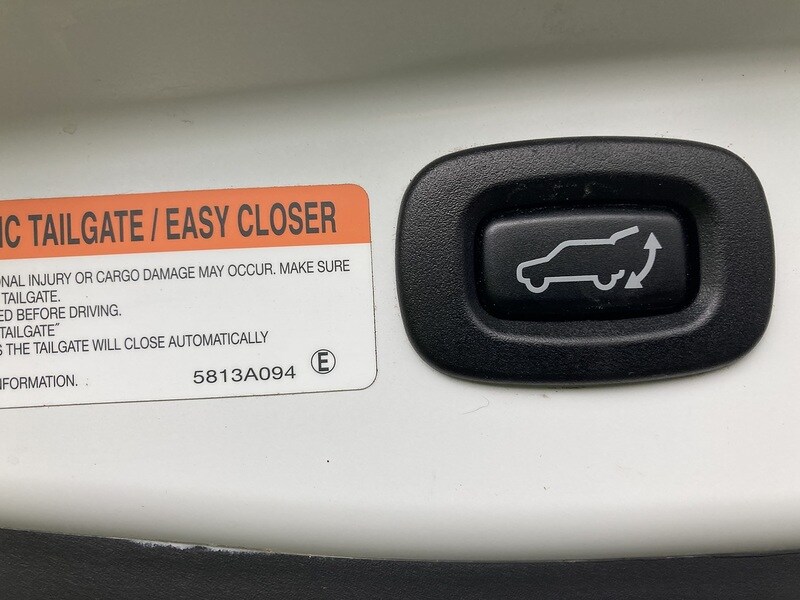 IC TAILGATE / EASY CLOSER
ONAL INJURY OR CARGO DAMAGE MAY OCCUR. MAKE SURE
TAILGATE.
ED BEFORE DRIVING.
TAILGATE"
S THE TAILGATE WILL CLOSE AUTOMATICALLY
NFORMATION. 5813A094 E